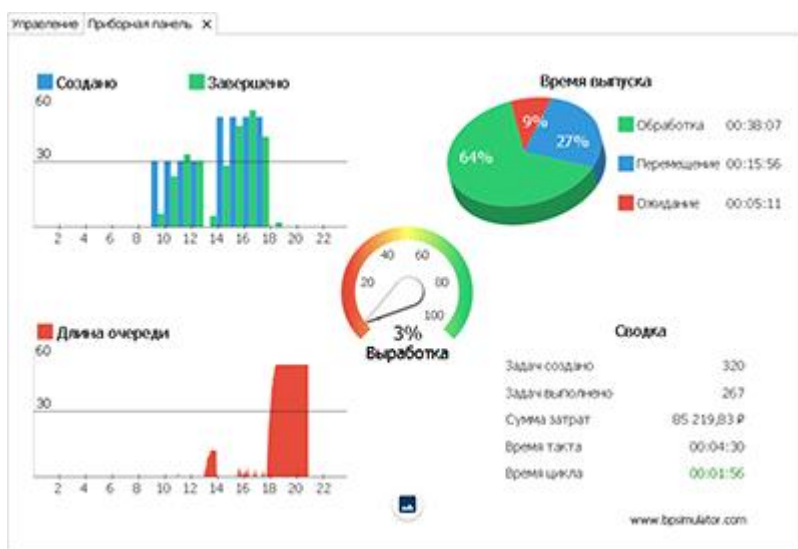 Управление Приборная панель X
Создано Завершено
60
30
2 4 6 8 10 12 14 16 18 20 22
Время выпуска
9%
27%
64%
Обработка 00:38:07
Перемещение 00:15:56
Ожидание 00:05:11
20 40 60 80 100
3%
Выработка
Длина очереди
60
30
2 4 6 8 10 12 14 16 18 20 22
Сводка
Задач создано 320
Задач выполнено 267
Сумма затрат 85 219,83 ₽
Время такта 00:04:30
Время цикла 00:01:56
www.bpsimulator.com